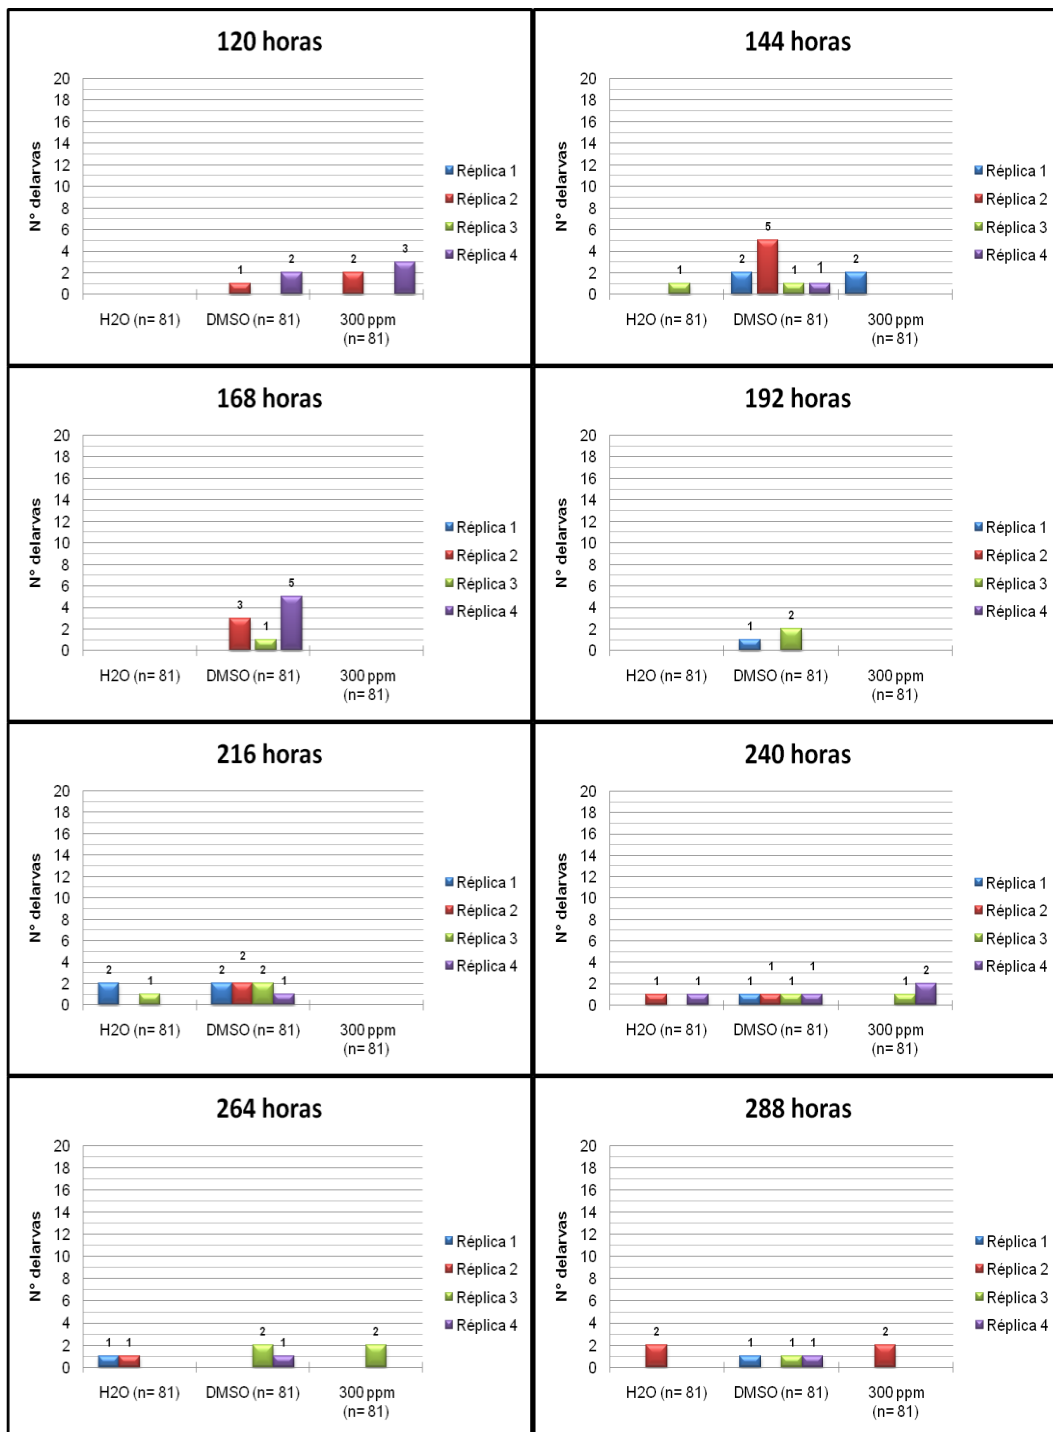 120 horas
20
18
16
14
12
10
8
6
4
2
0
N° delarvas
1
2
2
3
H2O (n= 81)
DMSO (n= 81)
300 ppm
(n= 81)
Réplica 1
Réplica 2
Réplica 3
Réplica 4
144 horas
20
18
16
14
12
10
8
6
4
2
0
N° delarvas
1
2
5
1
1
2
H2O (n= 81)
DMSO (n= 81)
300 ppm
(n= 81)
Réplica 1
Réplica 2
Réplica 3
Réplica 4
168 horas
20
18
16
14
12
10
8
6
4
2
0
N° delarvas
3
1
5
H2O (n= 81)
DMSO (n= 81)
300 ppm
(n= 81)
Réplica 1
Réplica 2
Réplica 3
Réplica 4
192 horas
20
18
16
14
12
10
8
6
4
2
0
N° delarvas
1
2
H2O (n= 81)
DMSO (n= 81)
300 ppm
(n= 81)
Réplica 1
Réplica 2
Réplica 3
Réplica 4
216 horas
20
18
16
14
12
10
8
6
4
2
0
N° delarvas
2
1
2
2
2
1
H2O (n= 81)
DMSO (n= 81)
300 ppm
(n= 81)
Réplica 1
Réplica 2
Réplica 3
Réplica 4
240 horas
20
18
16
14
12
10
8
6
4
2
0
N° delarvas
1
1
1
1
1
1
1
2
H2O (n= 81)
DMSO (n= 81)
300 ppm
(n= 81)
Réplica 1
Réplica 2
Réplica 3
Réplica 4
264 horas
20
18
16
14
12
10
8
6
4
2
0
N° delarvas
1
1
2
1
2
H2O (n= 81)
DMSO (n= 81)
300 ppm
(n= 81)
Réplica 1
Réplica 2
Réplica 3
Réplica 4
288 horas
20
18
16
14
12
10
8
6
4
2
0
N° delarvas
2
1
1
1
2
H2O (n= 81)
DMSO (n= 81)
300 ppm
(n= 81)
Réplica 1
Réplica 2
Réplica 3
Réplica 4